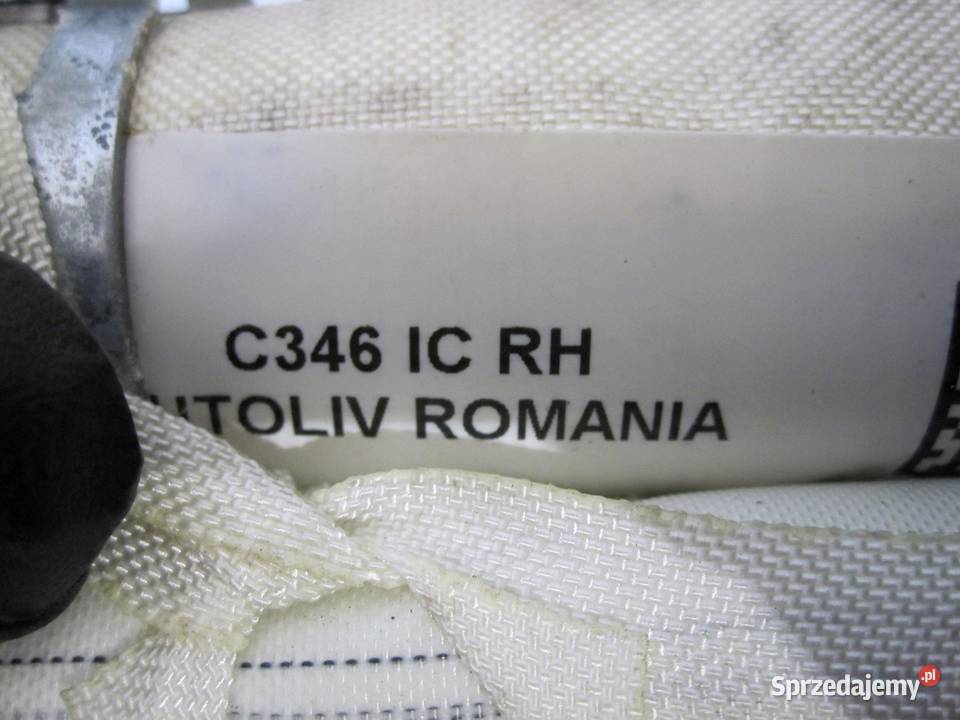 C346 IC RH
UTOLIV ROMANIA
Sprzedajemy.pl